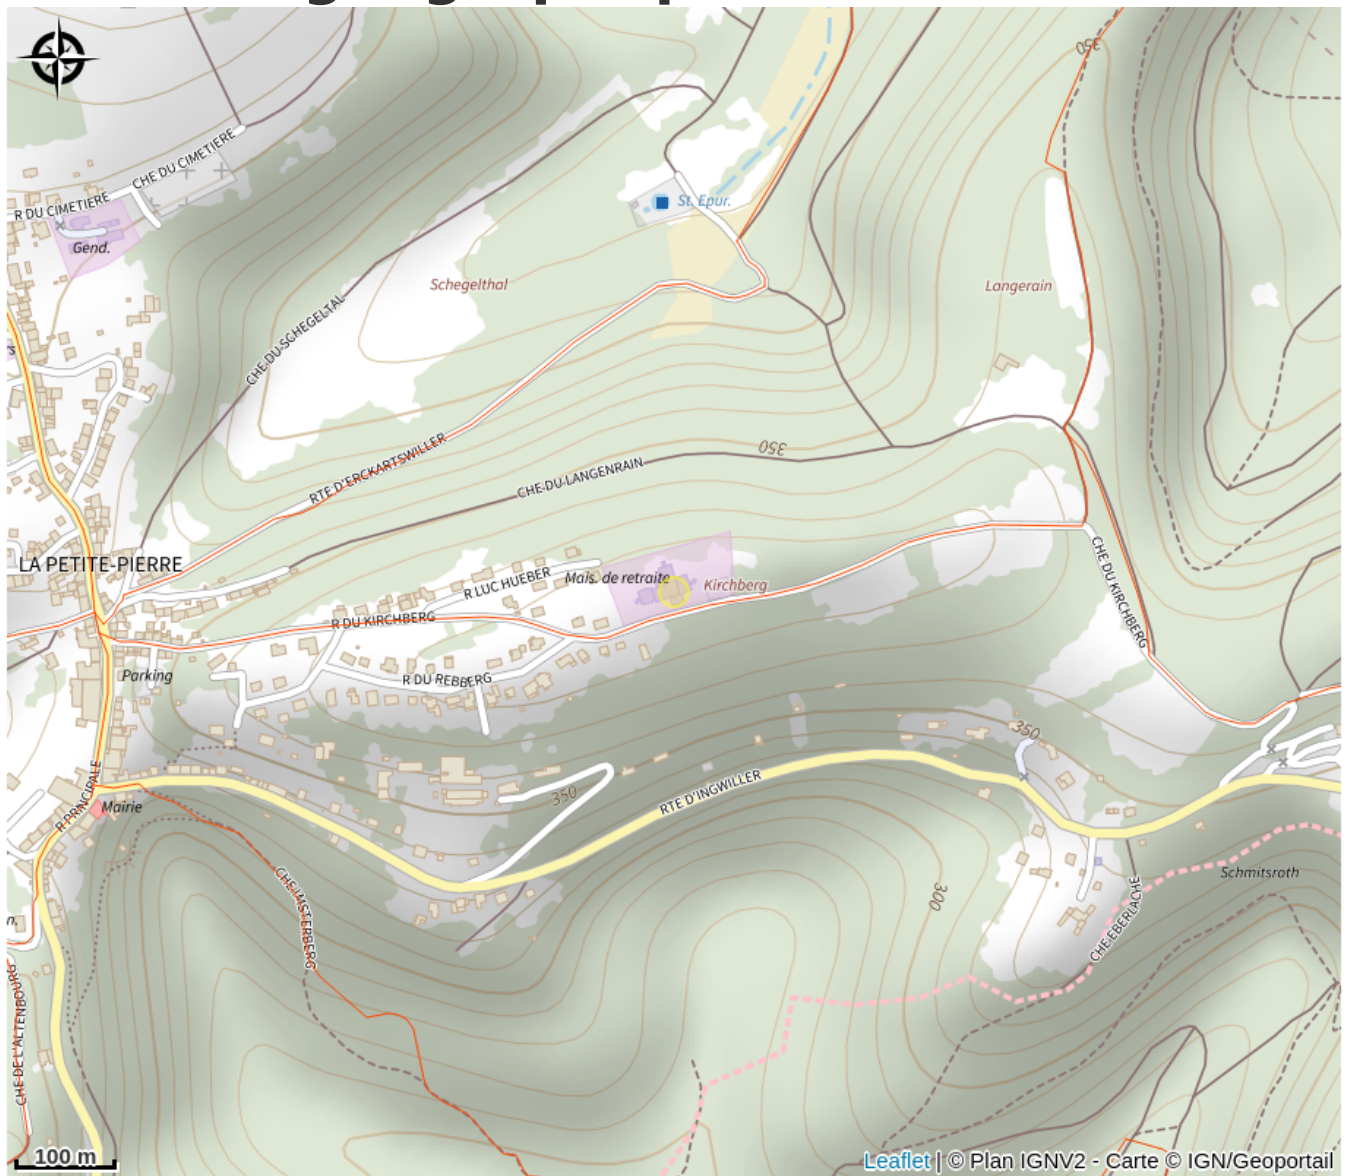 350
CHE DU CIMETIERE
R DU CIMETIERE
St. Epur.
Gend.
Schegelthal
Langerain
CHE DU SCHEGELTAL
RTE D'ERCKARTSWILLER
350
CHE DU LANGENRAIN
LA PETITE-PIERRE
R LUC HUEBER
Mais. de retraite
Kirchberg
CHE DU KIRCHBERG
R DU KIRCHBERG
Parking
R DU REBBERG
350
RTE D'INGWILLER
350
R PRINCIPALE
Mairie
CHE IMSTERBERG
300
Schmitsroth
CHE EBERLACHE
CHE DE L'ALTENBOURG
100 m
Leaflet | © Plan IGNV2 - Carte © IGN/Geoportail